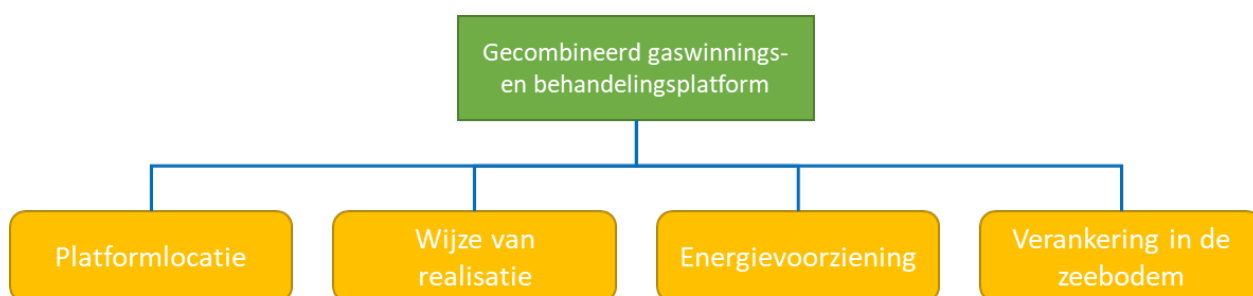 Gecombineerd gaswinnings-
en behandelingsplatform
Platformlocatie
Wijze van
realisatie
Energievoorziening
Verankering in de
zeebodem